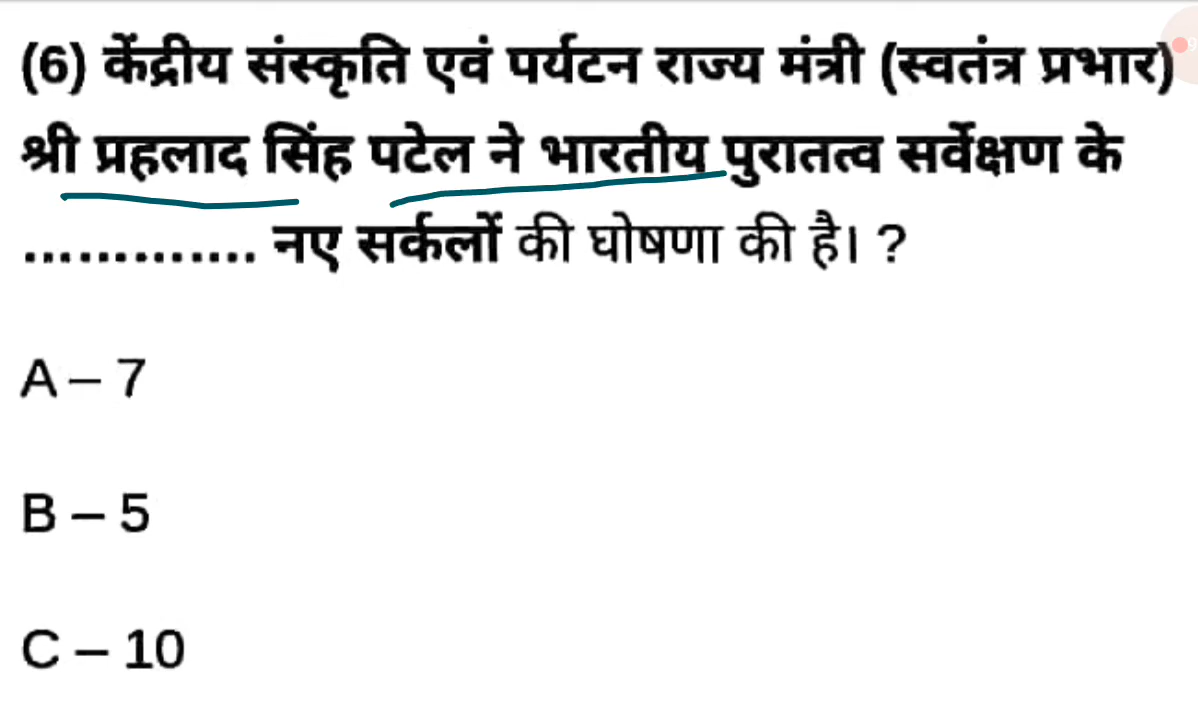 (6) केंद्रीय संस्कृति एवं पर्यटन राज्य मंत्री (स्वतंत्र प्रभार)
श्री प्रहलाद सिंह पटेल ने भारतीय पुरातत्व सर्वेक्षण के
............. नए सर्कलों की घोषणा की है। ?
A – 7
B – 5
C – 10